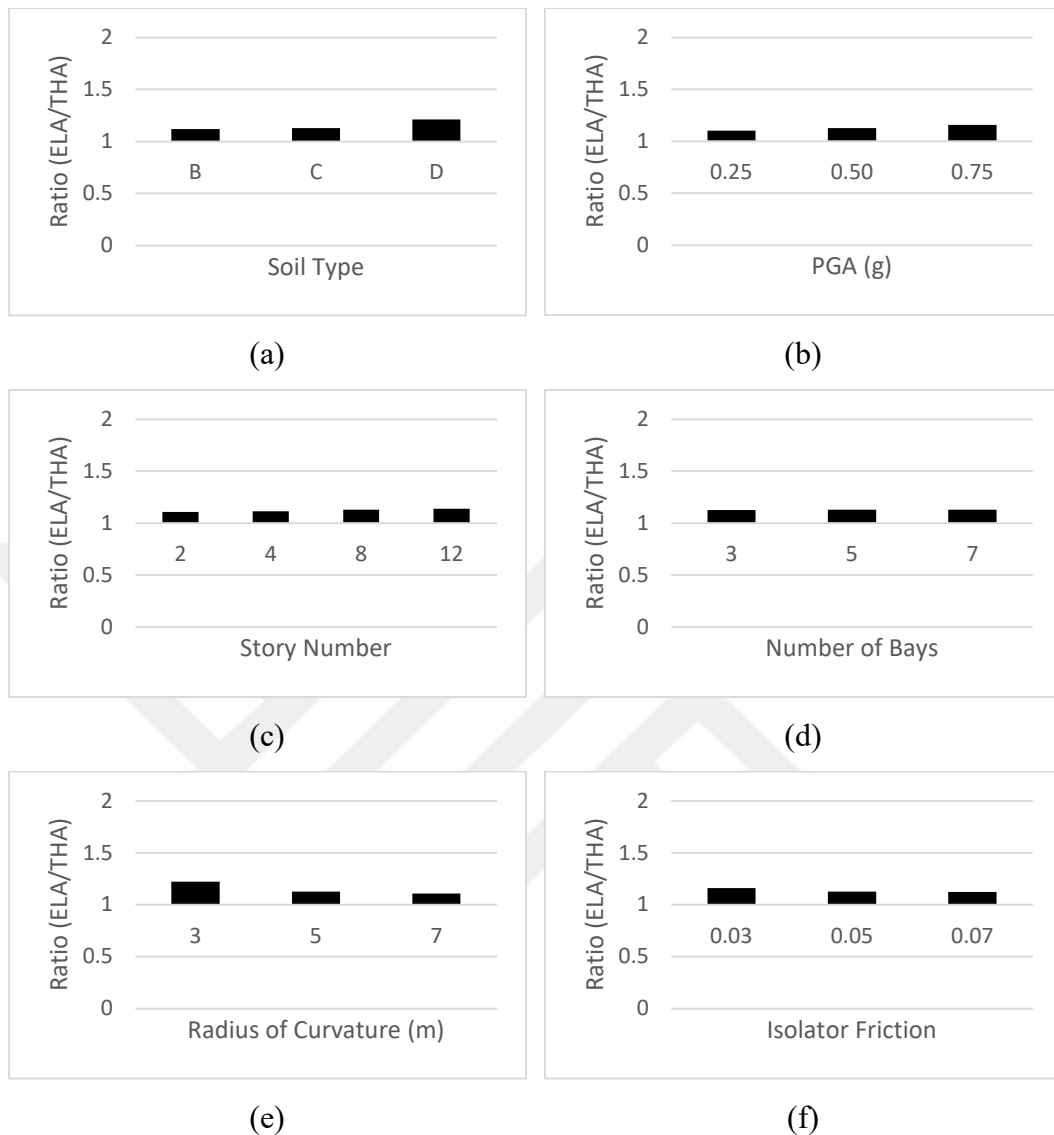 2
1.5
1
0.5
0
Ratio (ELA/THA)
B C D
Soil Type
(a)
2
1.5
1
0.5
0
Ratio (ELA/THA)
0.25 0.50 0.75
PGA (g)
(b)
2
1.5
1
0.5
0
Ratio (ELA/THA)
2 4 8 12
Story Number
(c)
2
1.5
1
0.5
0
Ratio (ELA/THA)
3 5 7
Number of Bays
(d)
2
1.5
1
0.5
0
Ratio (ELA/THA)
3 5 7
Radius of Curvature (m)
(e)
2
1.5
1
0.5
0
Ratio (ELA/THA)
0.03 0.05 0.07
Isolator Friction
(f)